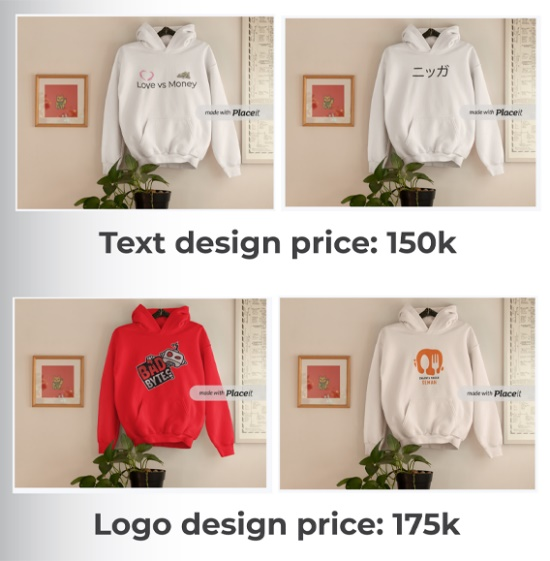 Love vs Money
made with Placeit
ニッガ
made with Placeit
Text design price: 150k
BAD
BYTES
made with Placeit
made with Placeit
Logo design price: 175k